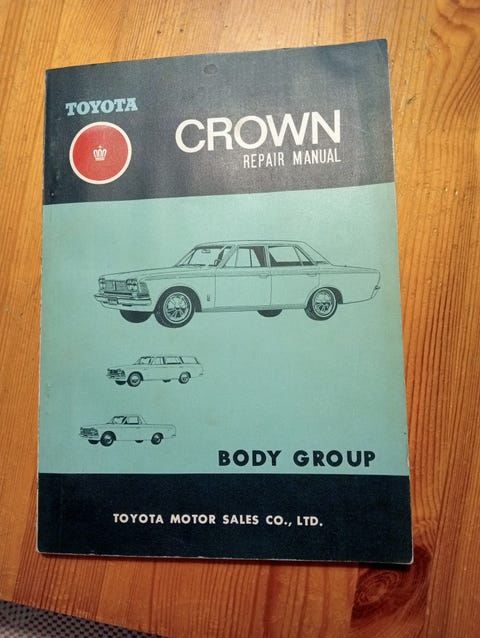 TOYOTA
CROWN
REPAIR MANUAL
BODY GROUP
TOYOTA MOTOR SALES CO., LTD.